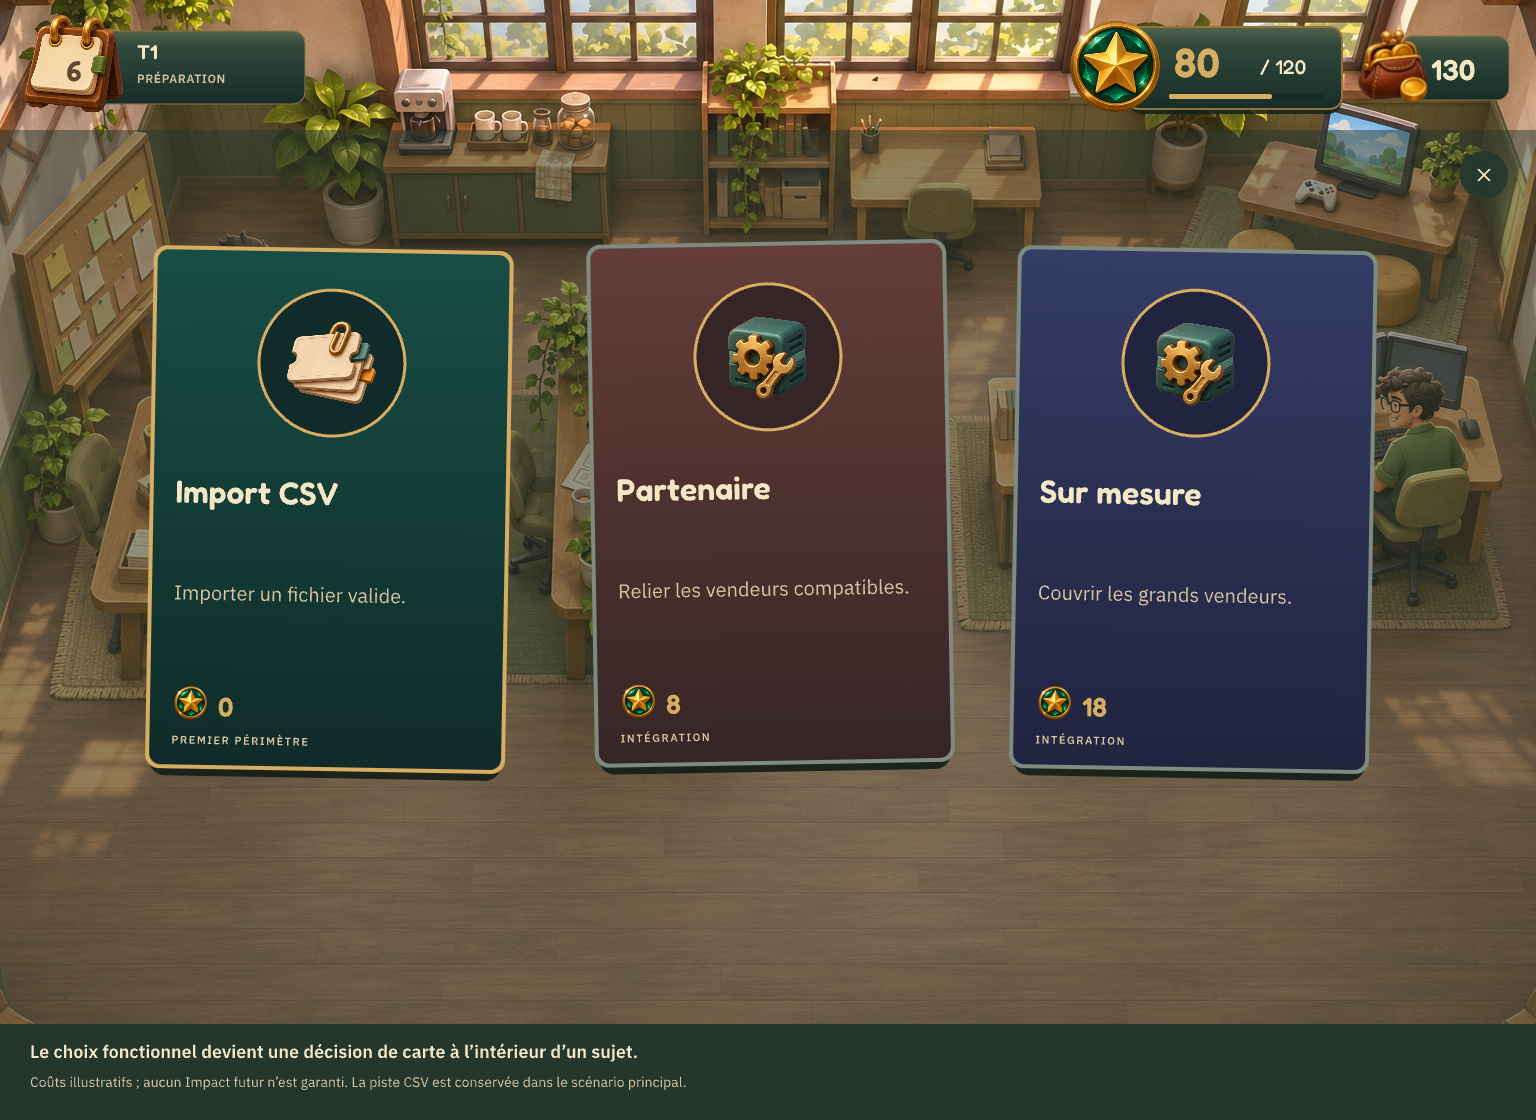 6
T1
PRÉPARATION
80 / 120
130
Import CSV
Importer un fichier valide.
0
PREMIER PÉRIMÈTRE
Partenaire
Relier les vendeurs compatibles.
8
INTÉGRATION
Sur mesure
Couvrir les grands vendeurs.
18
INTÉGRATION
Le choix fonctionnel devient une décision de carte à l’intérieur d’un sujet.
Coûts illustratifs ; aucun Impact futur n’est garanti. La piste CSV est conservée dans le scénario principal.